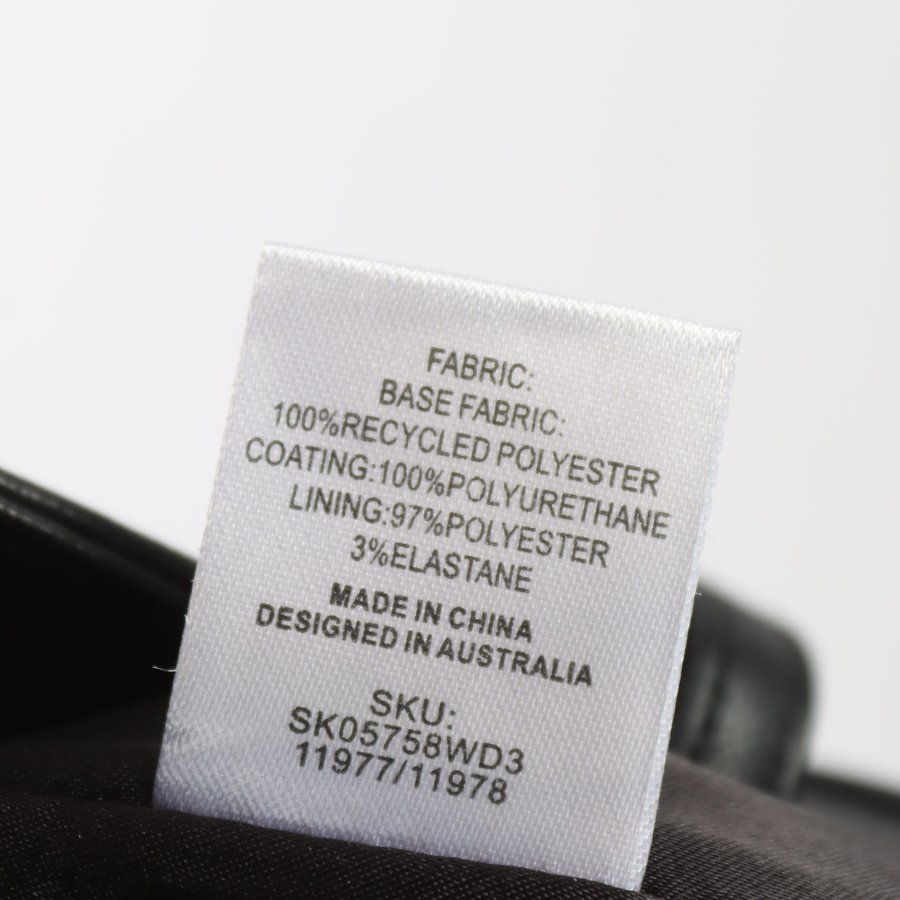 FABRIC:
BASE FABRIC:
100%RECYCLED POLYESTER
COATING:100%POLYURETHANE
LINING:97%POLYESTER
3%ELASTANE
MADE IN CHINA
DESIGNED IN AUSTRALIA
SKU:
SK05758WD3
11977/11978